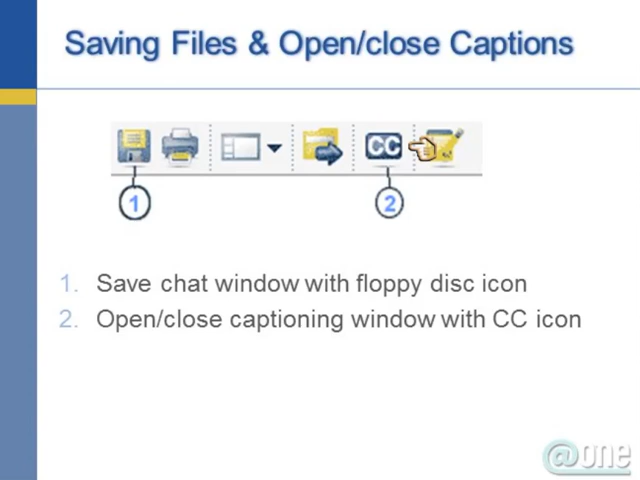 Saving Files & Open/close Captions
CC
1
2
1. Save chat window with floppy disc icon
2. Open/close captioning window with CC icon
@one